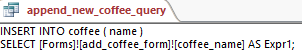 append_new_coffee_query
INSERT INTO coffee ( name )
SELECT [Forms]![add_coffee_form]![coffee_name] AS Expr1;